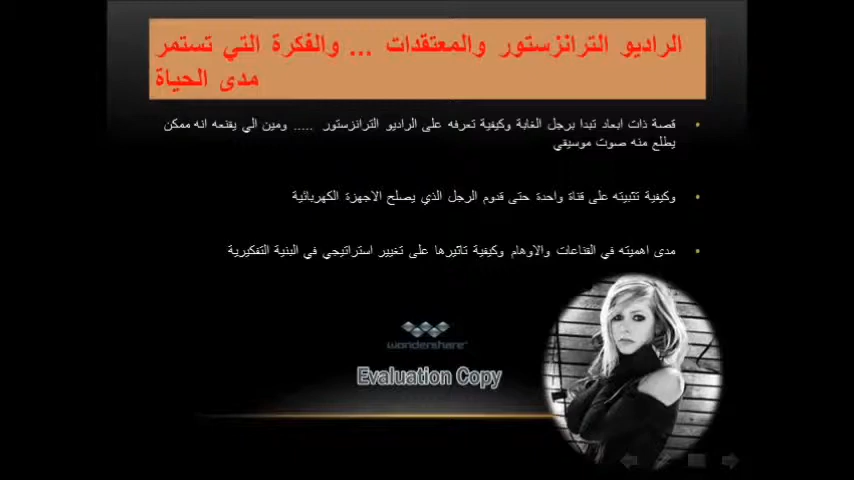 الراديو الترانزستور والمعتقدات ... والفكرة التي تستمر
مدى الحياة
قصة ذات ابعاد تبدا برجل الغابة وكيفية تعرفه على الراديو الترانزستور ..... ومين الي يقنعه انه ممكن
يطلع منه صوت موسيقي
وكيفية تثبيته على قناة واحدة حتى قدوم الرجل الذي يصلح الاجهزة الكهربائية
مدى اهميته في القناعات والاوهام وكيفية تاثيرها على تغيير استراتيجي في البنية التفكيرية
wondershare
Evaluation Copy